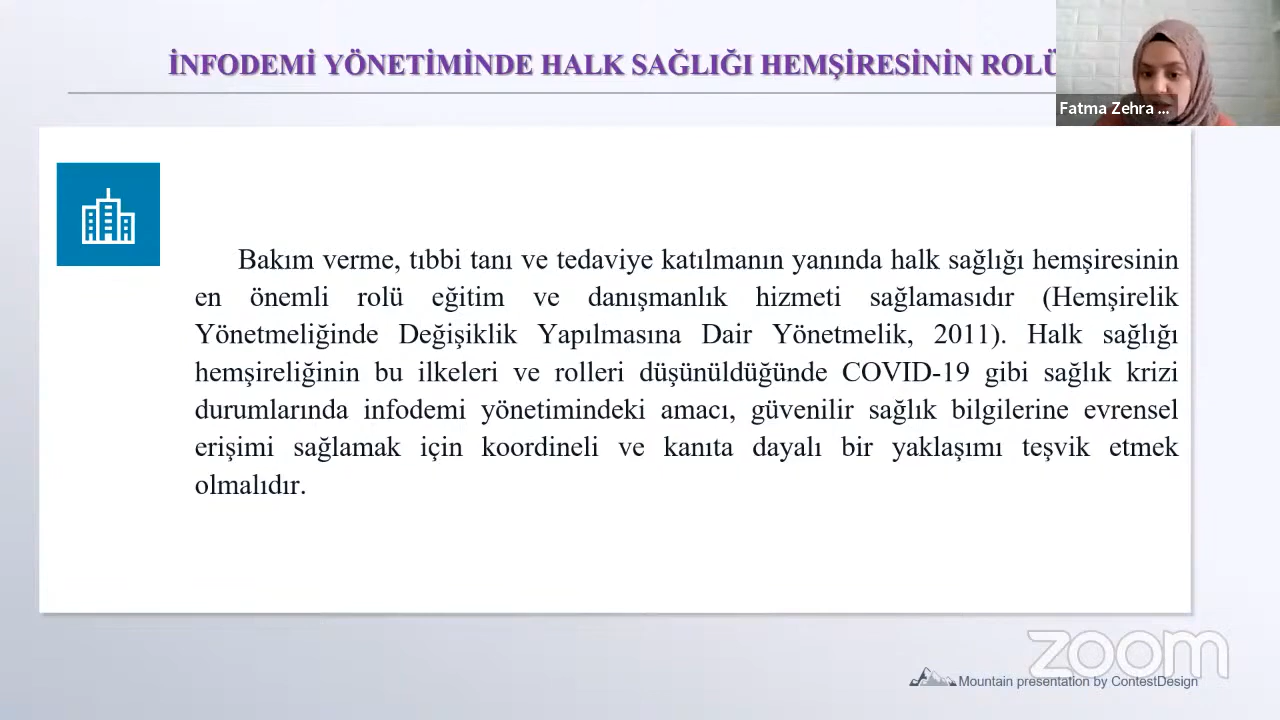 İNFODEMİ YÖNETİMİNDE HALK SAĞLIĞI HEMŞİRESİNİN ROLÜ
Fatma Zehra ...
Bakım verme, tıbbi tanı ve tedaviye katılmanın yanında halk sağlığı hemşiresinin
en önemli rolü eğitim ve danışmanlık hizmeti sağlamasıdır (Hemşirelik
Yönetmeliğinde Değişiklik Yapılmasına Dair Yönetmelik, 2011). Halk sağlığı
hemşireliğinin bu ilkeleri ve rolleri düşünüldüğünde COVID-19 gibi sağlık krizi
durumlarında infodemi yönetimindeki amacı, güvenilir sağlık bilgilerine evrensel
erişimi sağlamak için koordineli ve kanıta dayalı bir yaklaşımı teşvik etmek
olmalıdır.
zoom
Mountain presentation by ContestDesign